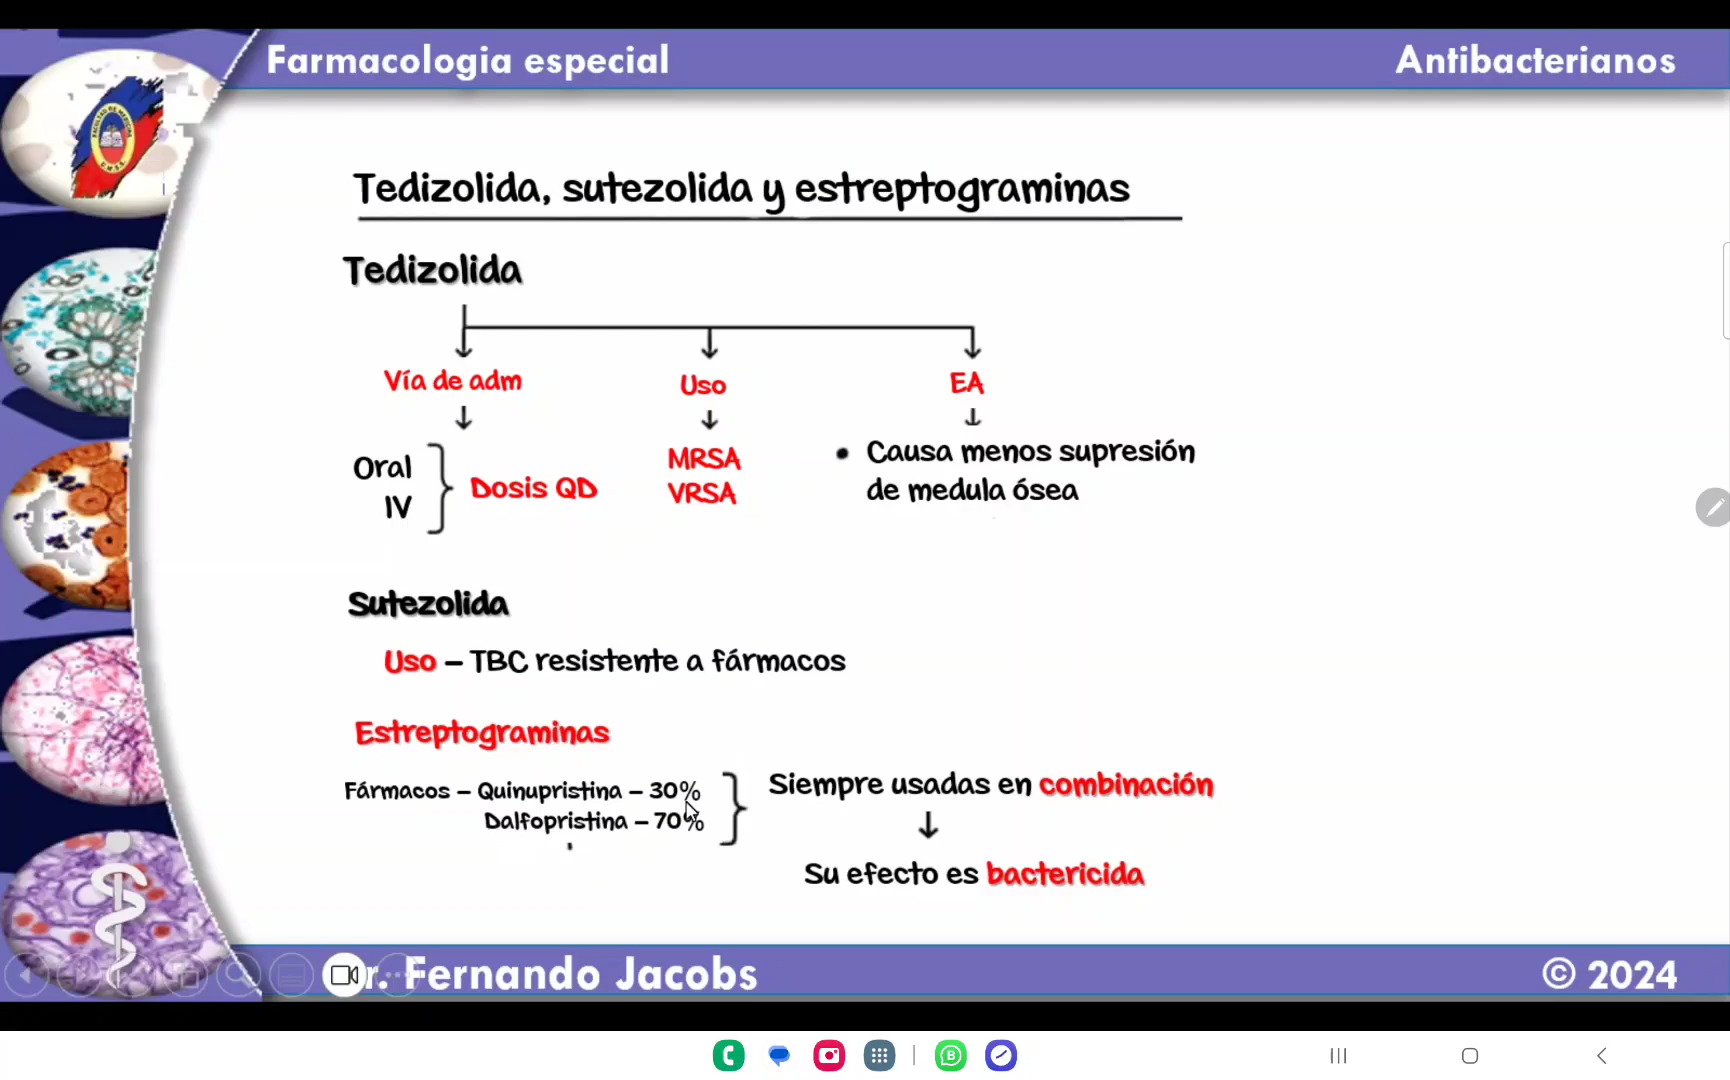 Farmacologia especial
Antibacterianos
Tedizolida, sutezolida y estreptograminas
Tedizolida
Vía de adm
Uso
EA
Oral
IV
Dosis QD
MRSA
VRSA
• Causa menos supresión
de medula ósea
Sutezolida
Uso – TBC resistente a fármacos
Estreptograminas
Fármacos – Quinupristina – 30%
Dalfopristina – 70%
Siempre usadas en combinación
Su efecto es bactericida
r. Fernando Jacobs
© 2024